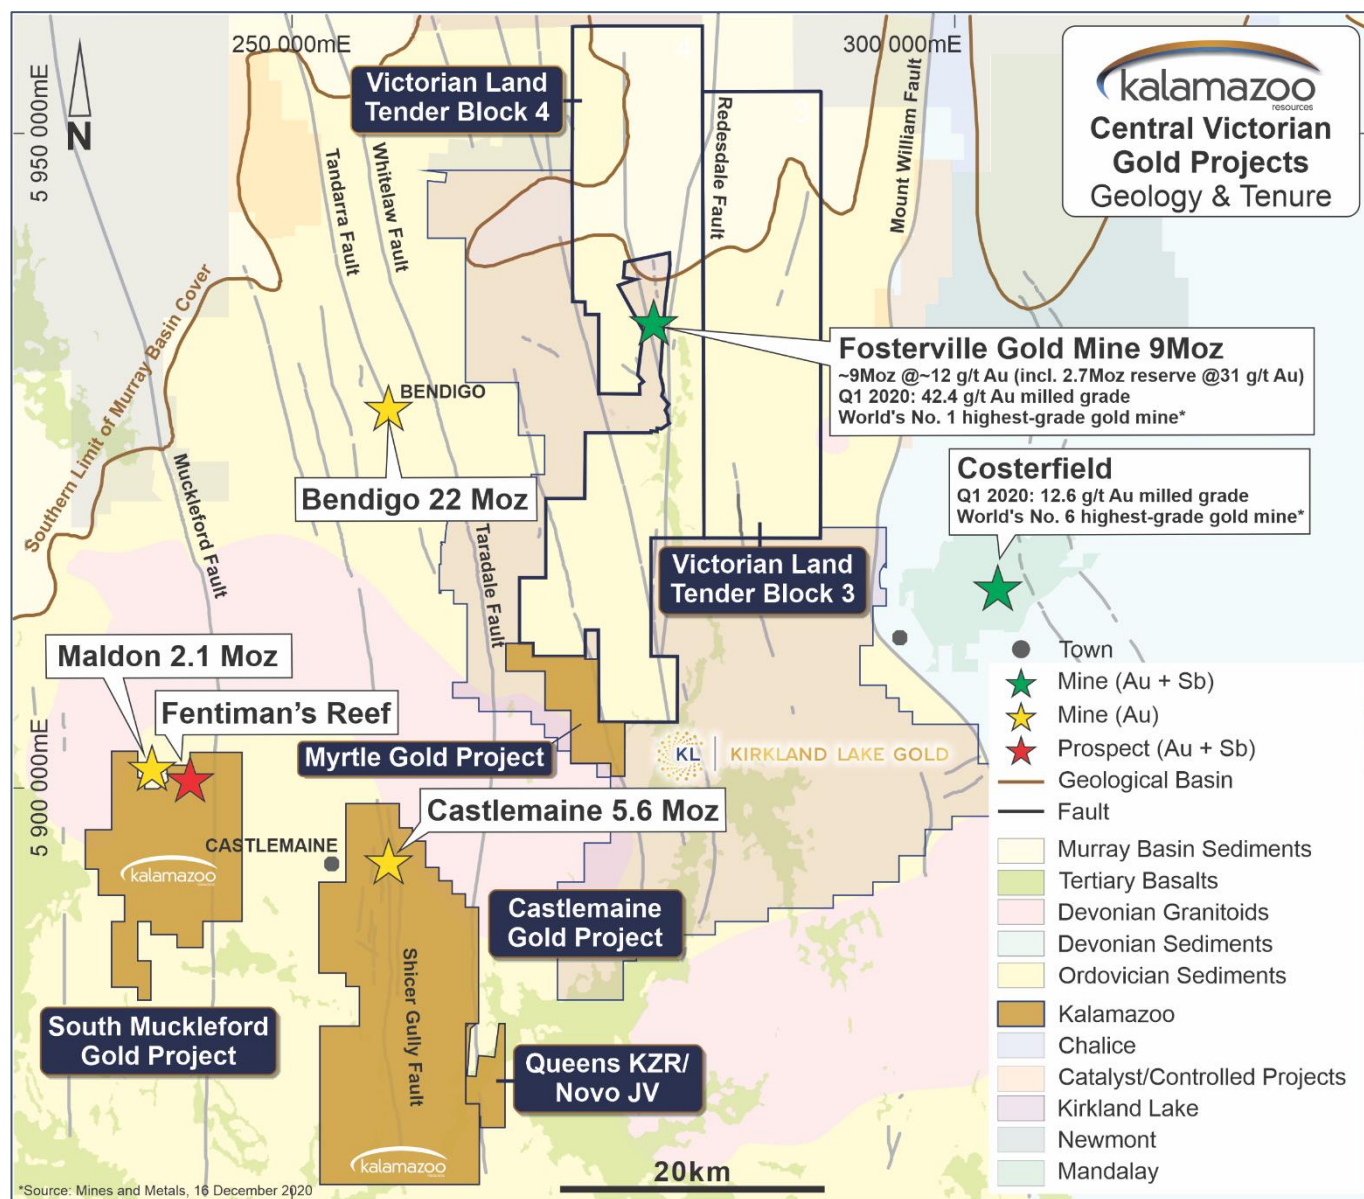 250 000mE
300 000mE
5 950 000mE
5 900 000mE
N
kalamazoo
resources
Central Victorian
Gold Projects
Geology & Tenure
Victorian Land
Tender Block 4
Tandarra Fault
Whitelaw Fault
Redesdale Fault
Mount William Fault
Southern Limit of Murray Basin Cover
Muckleford Fault
Fosterville Gold Mine 9Moz
~9Moz @~12 g/t Au (incl. 2.7Moz reserve @31 g/t Au)
Q1 2020: 42.4 g/t Au milled grade
World's No. 1 highest-grade gold mine*
BENDIGO
Bendigo 22 Moz
Costerfield
Q1 2020: 12.6 g/t Au milled grade
World's No. 6 highest-grade gold mine*
Taradale Fault
Victorian Land
Tender Block 3
Maldon 2.1 Moz
Fentiman's Reef
Myrtle Gold Project
KL | KIRKLAND LAKE GOLD
Castlemaine 5.6 Moz
CASTLEMAINE
kalamazoo
Castlemaine
Gold Project
South Muckleford
Gold Project
Shicer Gully Fault
Queens KZR/
Novo JV
kalamazoo
Town
Mine (Au + Sb)
Mine (Au)
Prospect (Au + Sb)
Geological Basin
Fault
Murray Basin Sediments
Tertiary Basalts
Devonian Granitoids
Devonian Sediments
Ordovician Sediments
Kalamazoo
Chalice
Catalyst/Controlled Projects
Kirkland Lake
Newmont
Mandalay
20km
*Source: Mines and Metals, 16 December 2020